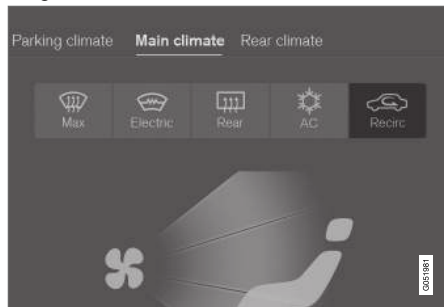 Parking climate Main climate Rear climate
Max Electric Rear AC Recirc
G051981